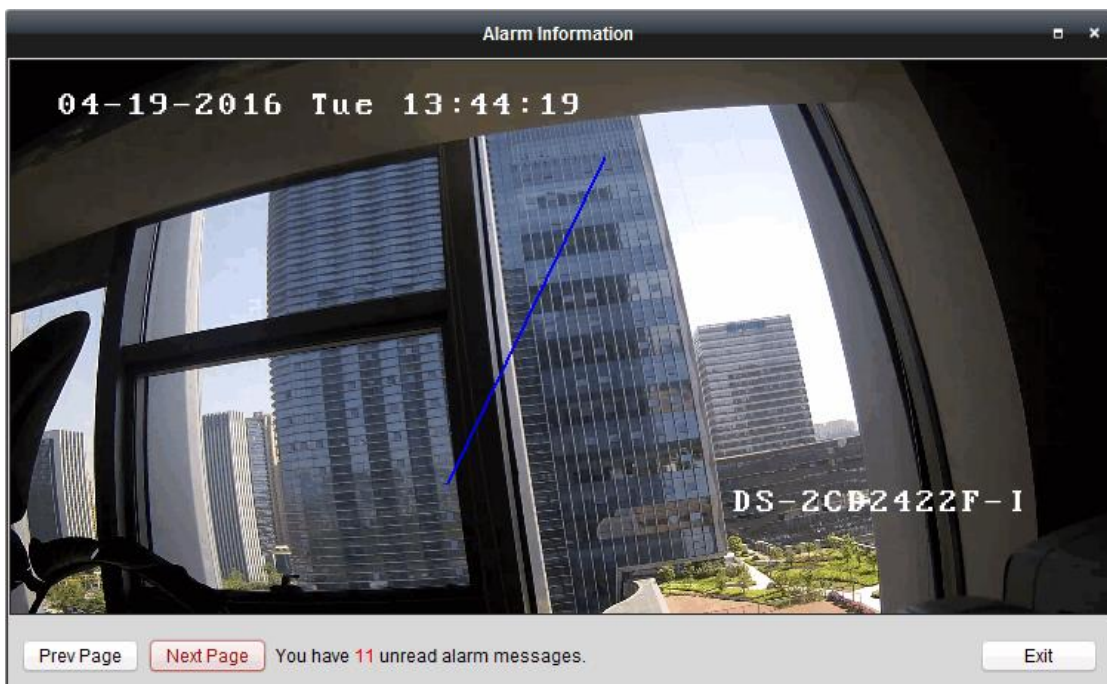 Alarm Information
04-19-2016 Tue 13:44:19
DS-2CD2422F-I
Prev Page
Next Page
You have 11 unread alarm messages.
Exit